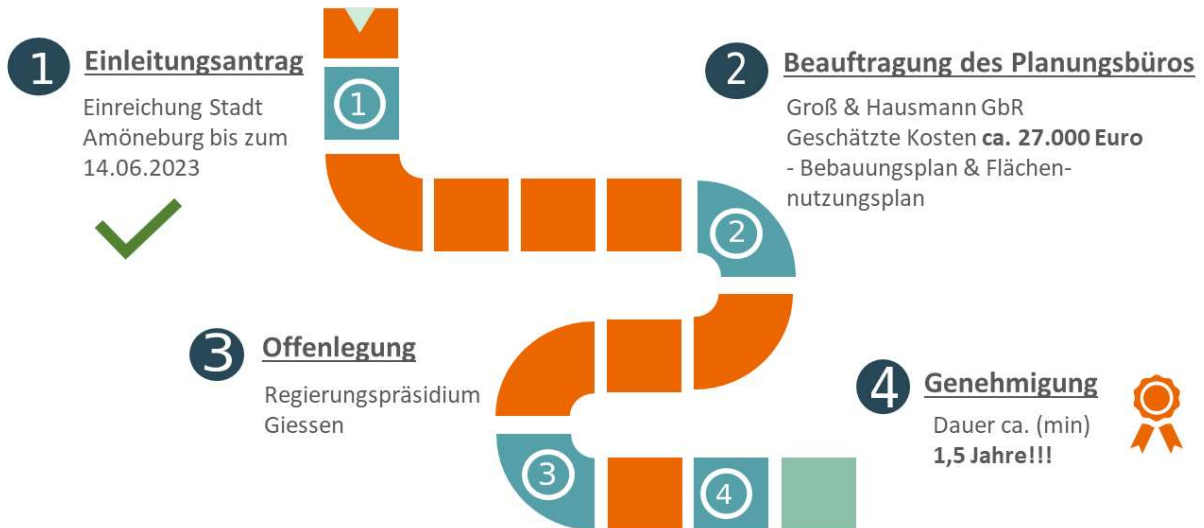 1 Einleitungsantrag
Einreichung Stadt
Amöneburg bis zum
14.06.2023
1
2 Beauftragung des Planungsbüros
Groß & Hausmann GbR
Geschätzte Kosten ca. 27.000 Euro
- Bebauungsplan & Flächen-
nutzungsplan
2
3 Offenlegung
Regierungspräsidium
Giessen
3
4 Genehmigung
Dauer ca. (min)
1,5 Jahre!!!
4